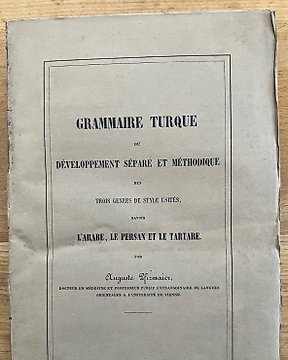 GRAMMAIRE TURQUE
OU
DÉVELOPPEMENT SÉPARE ET MÉTHODIQUE
DES
TROIS GENRES DE STYLE USITÉS,
SAVOIR
L'ARABE, LE PERSAN ET LE TARTARE.
PAR
Auguste Pfizmaier,
DOCTEUR EN MÉDECINE ET PROFESSEUR PUBLIC EXTRAORDINAIRE DE LANGUES
ORIENTALES A L'UNIVERSITÉ DE VIENNE.